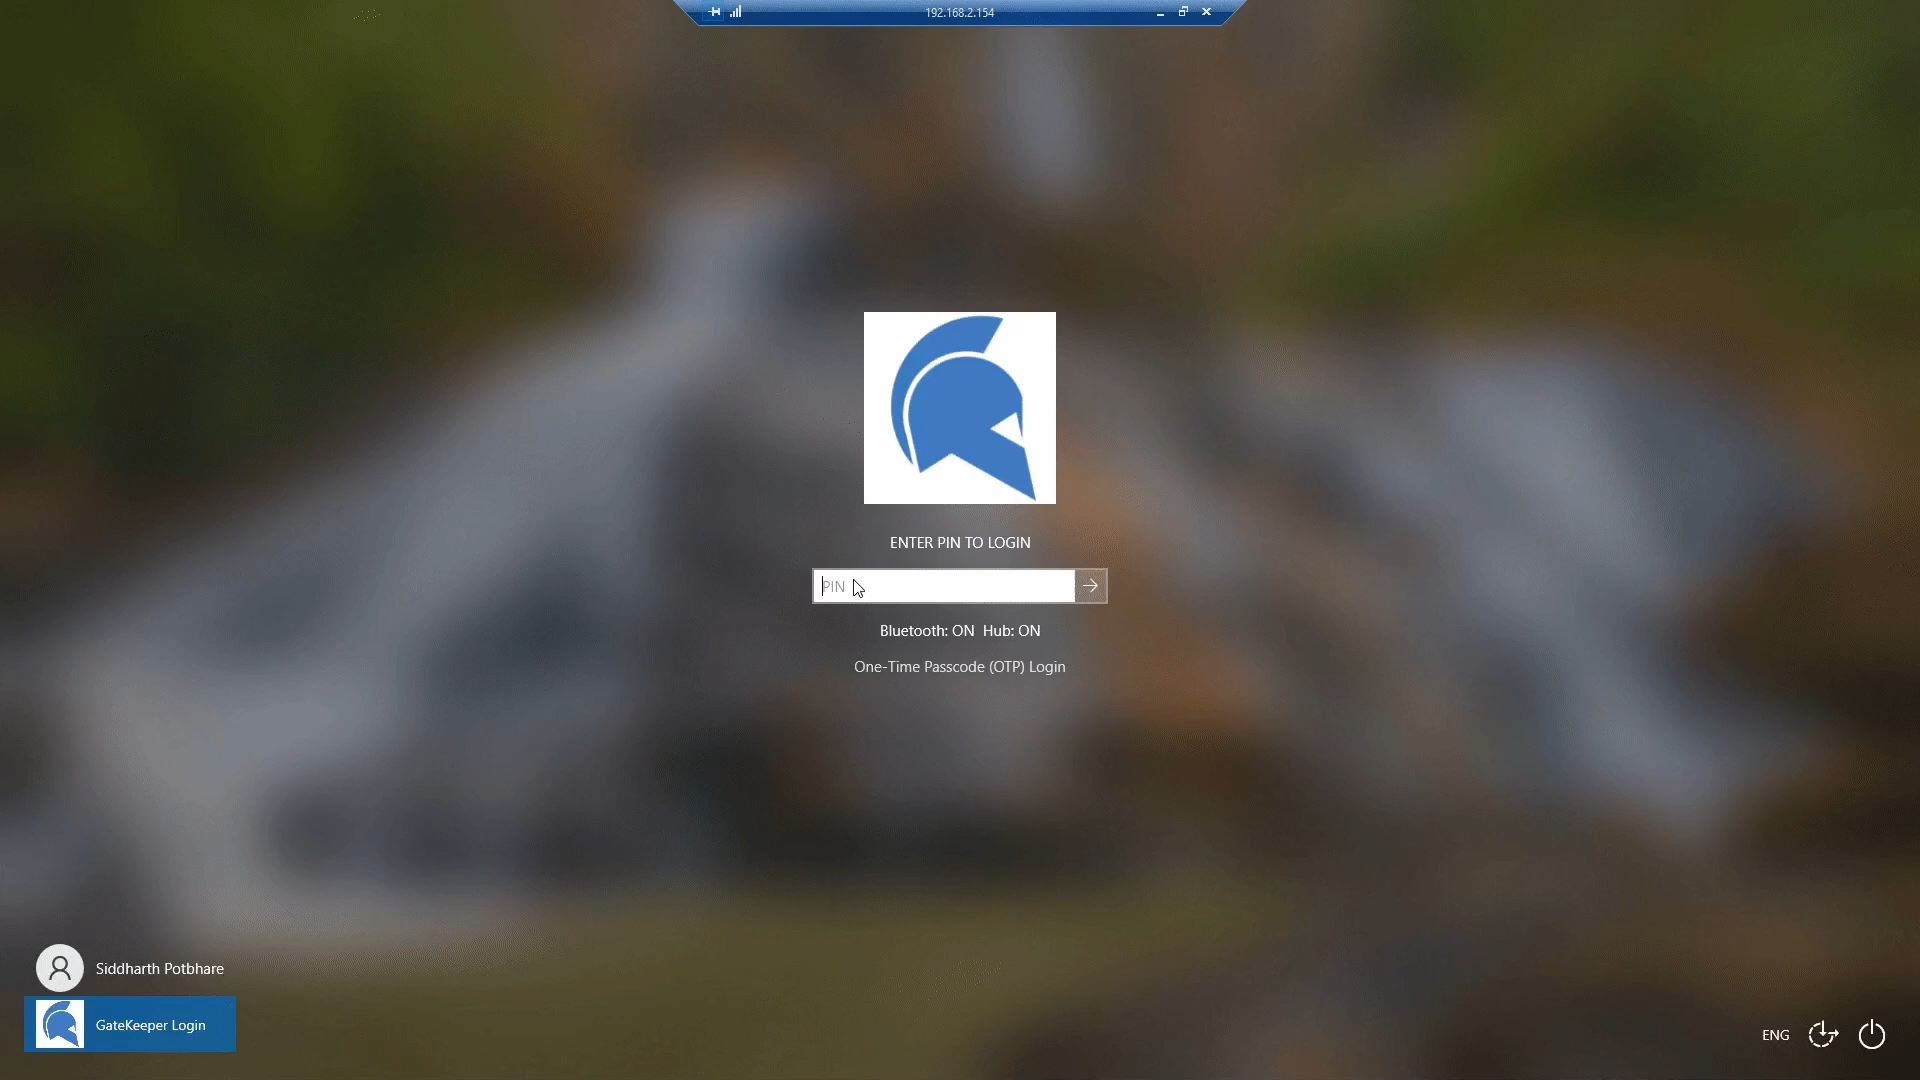 192.168.2.154
ENTER PIN TO LOGIN
PIN
Bluetooth: ON Hub: ON
One-Time Passcode (OTP) Login
Siddharth Potbhare
GateKeeper Login
ENG